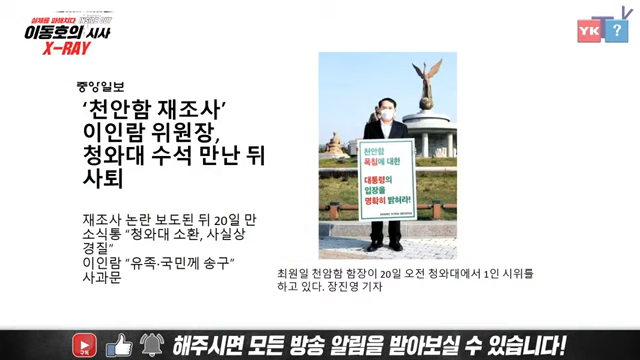 실체를 파헤치다
이동호의 시사
X-RAY
YK
?
TV
중앙일보
‘천안함 재조사’
이인람 위원장,
청와대 수석 만난 뒤
사퇴
재조사 논란 보도된 뒤 20일 만
소식통 “청와대 소환, 사실상
경질”
이인람 “유족·국민께 송구”
사과문
천안함
폭침에 대한
대통령의
입장을
명확히 밝혀라!
최원일 천암함 함장이 20일 오전 청와대에서 1인 시위를
하고 있다. 장진영 기자
구독
해주시면 모든 방송 알림을 받아보실 수 있습니다!